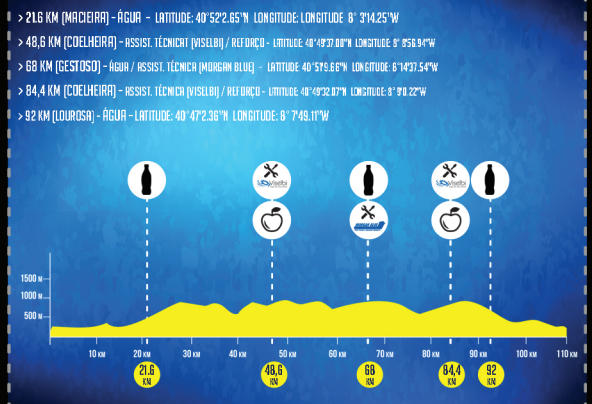 > 21.6 KM (MACIEIRA) - ÁGUA - LATITUDE: 40°52'2.65"N LONGITUDE: LONGITUDE 8° 3'14.25"W
> 48,6 KM (COELHEIRA) - ASSIST. TÉCNICAT (VISELBI) / REFORÇO - LATITUDE: 40°49'37.00"N LONGITUDE: 8° 8'56.94"W
> 68 KM (GESTOSO) - ÁGUA / ASSIST. TÉCNICA (MORGAN BLUE) - LATITUDE: 40°51'9.66"N LONGITUDE: 8°14'37.54"W
> 84,4 KM (COELHEIRA) - ASSIST. TÉCNICA (VISELBI) / REFORÇO - LATITUDE: 40°49'32.07"N LONGITUDE: 8° 9'0.22"W
> 92 KM (LOUROSA) - ÁGUA - LATITUDE: 40°47'2.36"N LONGITUDE: 8° 7'49.11"W
Viselbi Viselbi
1500 M
1000 M
500 M
10 KM 20 KM 30 KM 40 KM 50 KM 60 KM 70 KM 80 KM 90 KM 100 KM 110 KM
21.6 KM 48,6 KM 68 KM 84,4 KM 92 KM